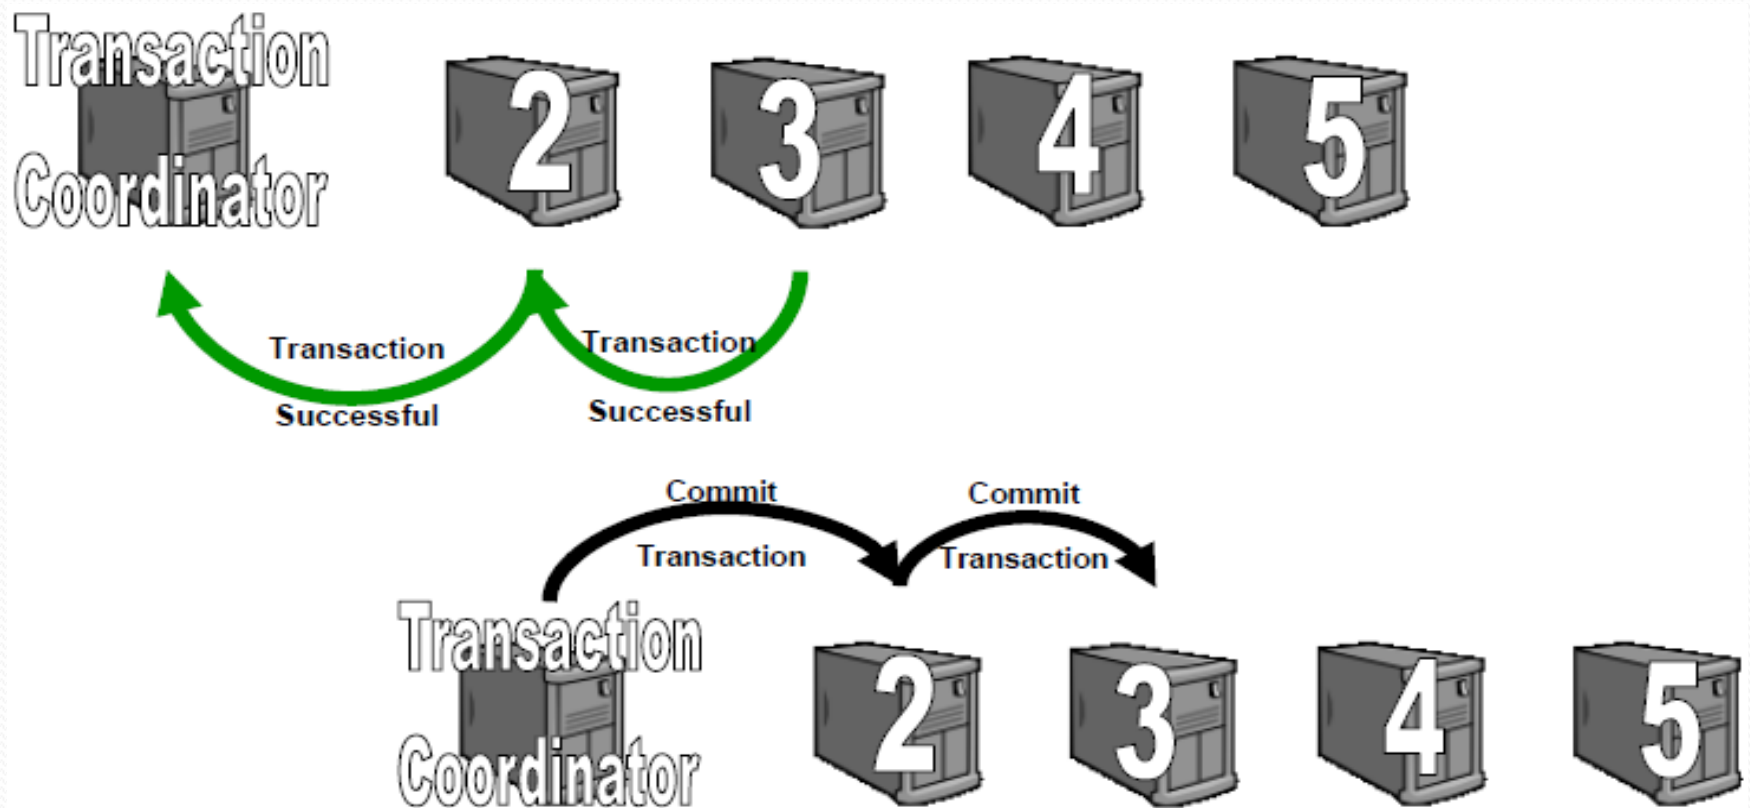 Transaction
Coordinator
2
3
4
5
Transaction
Successful
Transaction
Successful
Commit
Transaction
Commit
Transaction
Transaction
Coordinator
2
3
4
5